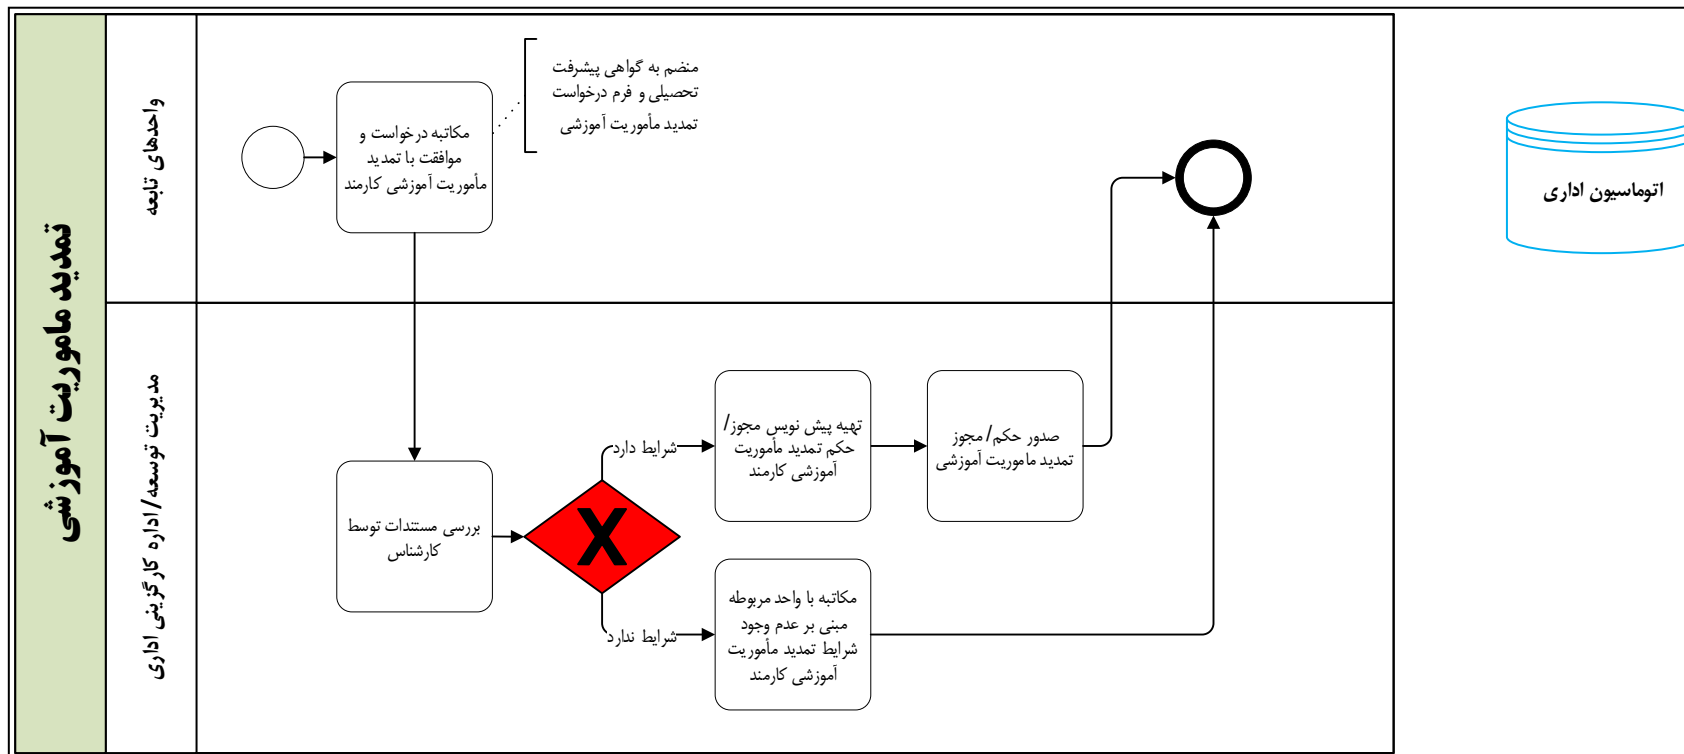 تمدید ماموریت آموزشی
واحدهای تابعه
مکاتبه درخواست و
موافقت با تمدید
مأموریت آموزشی کارمند
منضم به گواهی پیشرفت
تحصیلی و فرم درخواست
تمدید مأموریت آموزشی
اتوماسیون اداری
مدیریت توسعه/ اداره کارگزینی اداری
بررسی مستندات توسط
کارشناس
X
شرایط دارد
تهیه پیش نویس مجوز/
حکم تمدید مأموریت
آموزشی کارمند
صدور حکم/ مجوز
تمدید ماموریت آموزشی
شرایط ندارد
مکاتبه با واحد مربوطه
مبنی بر عدم وجود
شرایط تمدید مأموریت
آموزشی کارمند